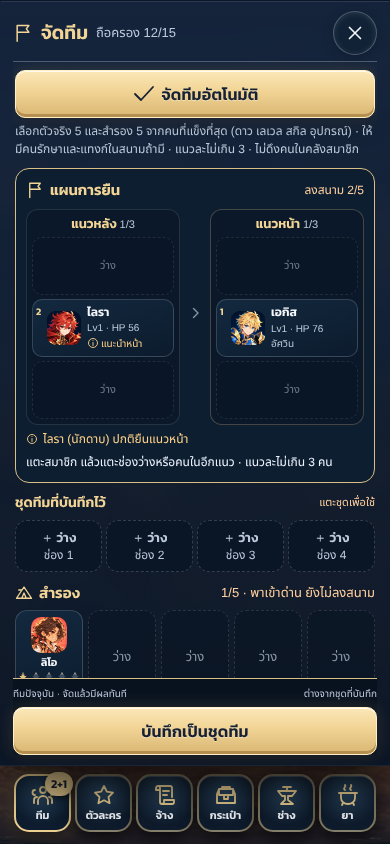 จัดทีม ถือครอง 12/15
จัดทีมอัตโนมัติ
เลือกตัวจริง 5 และสำรอง 5 จากคนที่แข็งที่สุด (ดาว เลเวล สกิล อุปกรณ์) · ให้
มีคนรักษาและแทงก์ในสนามถ้ามี · แนวละไม่เกิน 3 · ไม่ดึงคนในคลังสมาชิก
แผนการยืน ลงสนาม 2/5
แนวหลัง 1/3
ว่าง
2 ไลรา
Lv1 · HP 56
แนะนำหน้า
ว่าง
แนวหน้า 1/3
ว่าง
1 เอกิส
Lv1 · HP 76
อัศวิน
ว่าง
ไลรา (นักดาบ) ปกติยืนแนวหน้า
แตะสมาชิก แล้วแตะช่องว่างหรือคนในอีกแนว · แนวละไม่เกิน 3 คน
ชุดทีมที่บันทึกไว้ แตะชุดเพื่อใช้
+ ว่าง + ว่าง + ว่าง + ว่าง
ช่อง 1 ช่อง 2 ช่อง 3 ช่อง 4
สำรอง 1/5 · พาเข้าด่าน ยังไม่ลงสนาม
ลิโอ ว่าง ว่าง ว่าง ว่าง
ทีมปัจจุบัน · จัดแล้วมีผลทันที ต่างจากชุดที่บันทึก
บันทึกเป็นชุดทีม
2+1
ทีม ตัวละคร จ้าง กระเป๋า ช่าง ยา